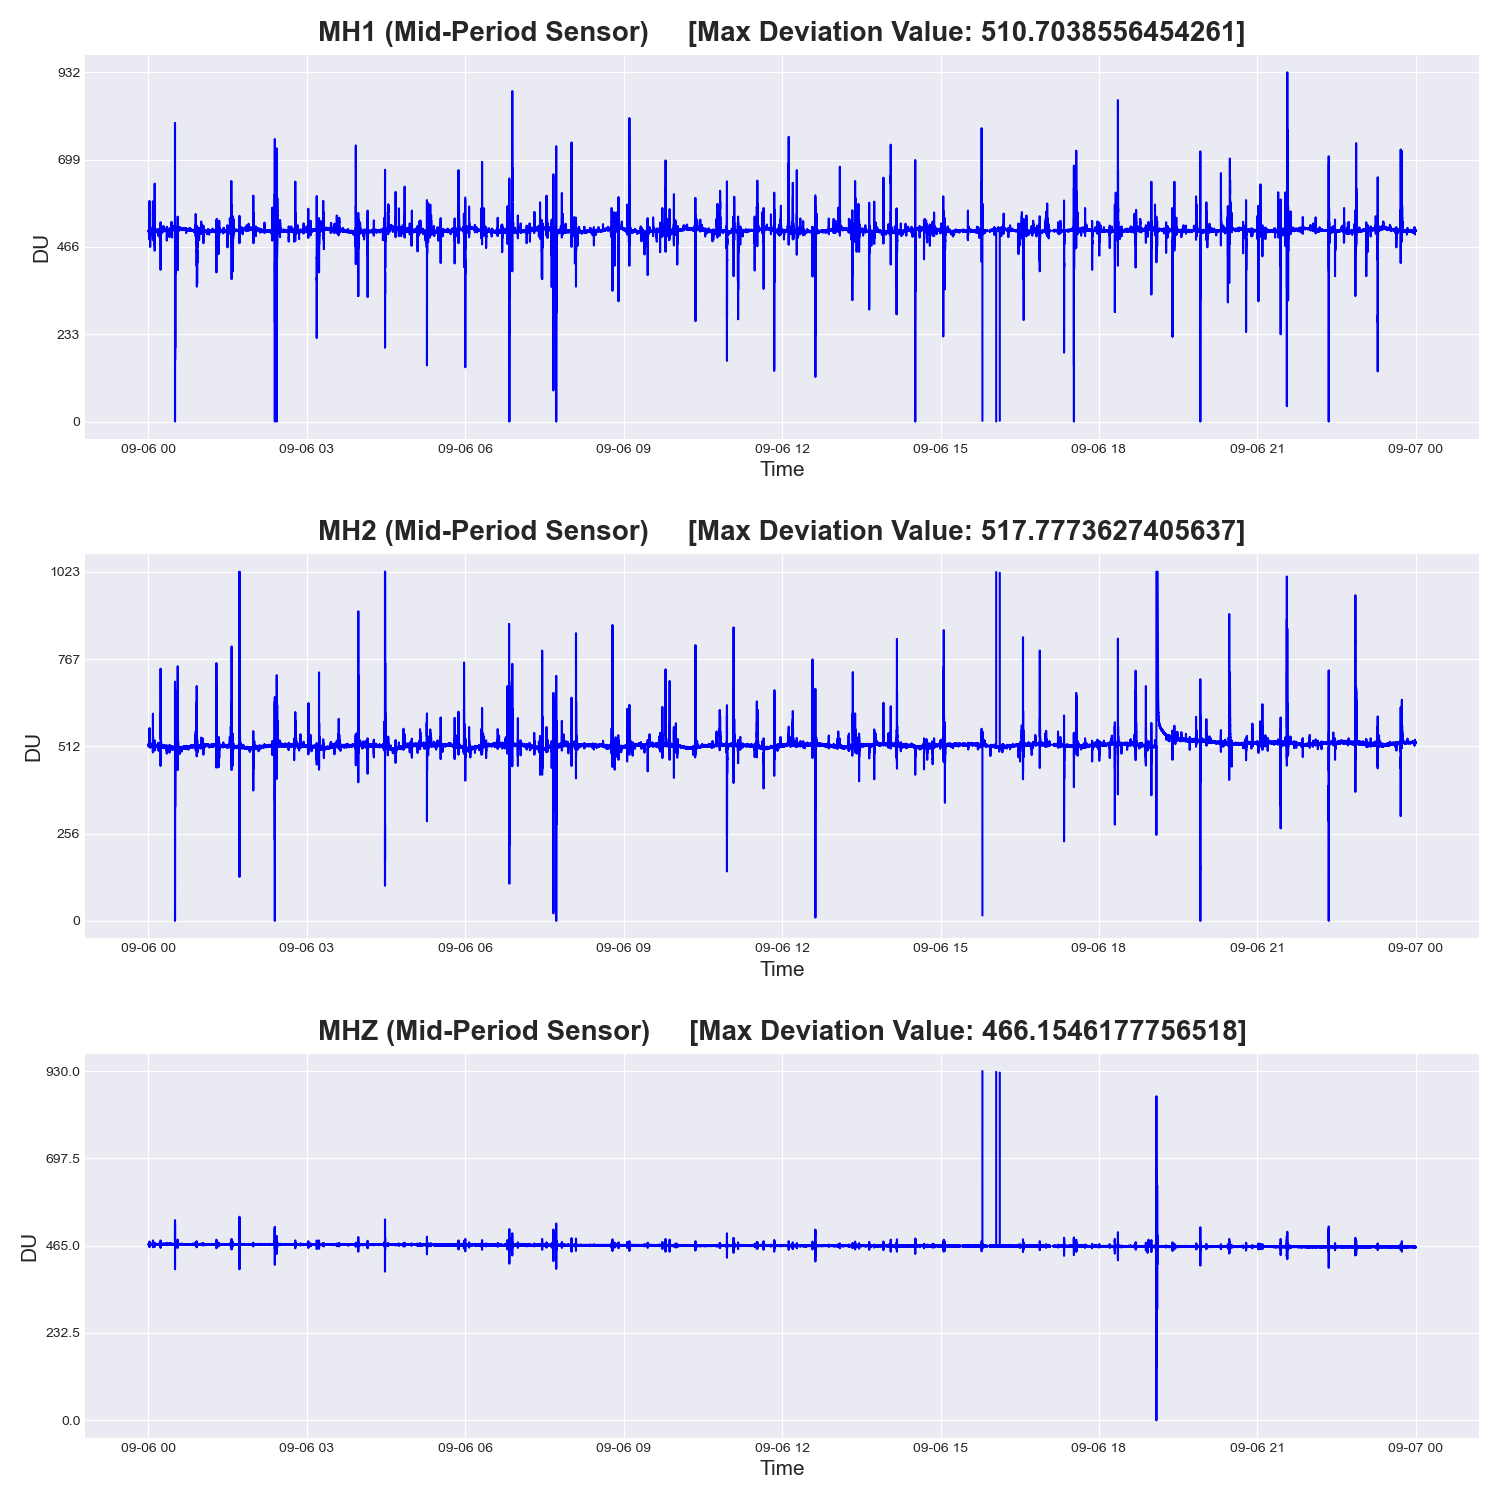 MH1 (Mid-Period Sensor) [Max Deviation Value: 510.7038556454261]
932
699
466
233
0
DU
09-06 00 09-06 03 09-06 06 09-06 09 09-06 12 09-06 15 09-06 18 09-06 21 09-07 00
Time
MH2 (Mid-Period Sensor) [Max Deviation Value: 517.7773627405637]
1023
767
512
256
0
DU
09-06 00 09-06 03 09-06 06 09-06 09 09-06 12 09-06 15 09-06 18 09-06 21 09-07 00
Time
MHZ (Mid-Period Sensor) [Max Deviation Value: 466.1546177756518]
930.0
697.5
465.0
232.5
0.0
DU
09-06 00 09-06 03 09-06 06 09-06 09 09-06 12 09-06 15 09-06 18 09-06 21 09-07 00
Time